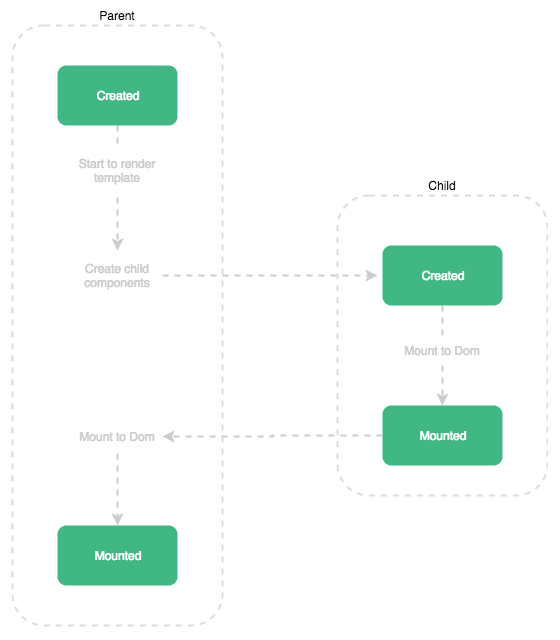 Parent
Created
Start to render
template
Create child
components
Child
Created
Mount to Dom
Mounted
Mount to Dom
Mounted